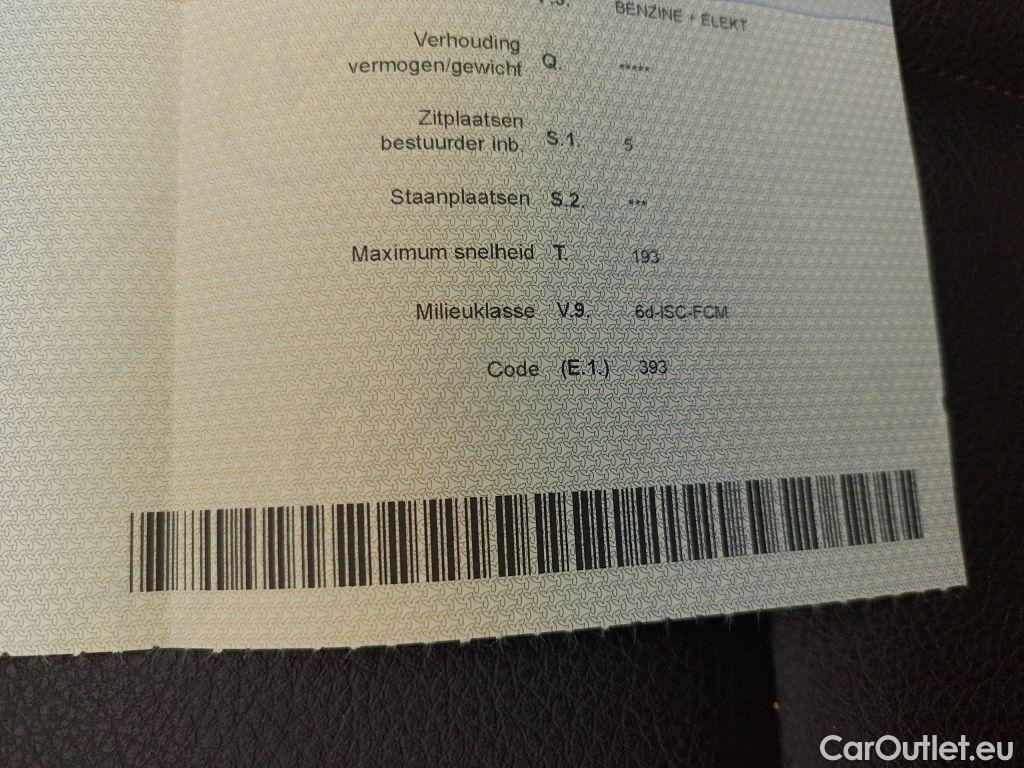 P.3. BENZINE + ELEKT
Verhouding
vermogen/gewicht Q. *****
Zitplaatsen
bestuurder inb. S.1. 5
Staanplaatsen S.2. ***
Maximum snelheid T. 193
Milieuklasse V.9. 6d-ISC-FCM
Code (E.1.) 393
CarOutlet.eu